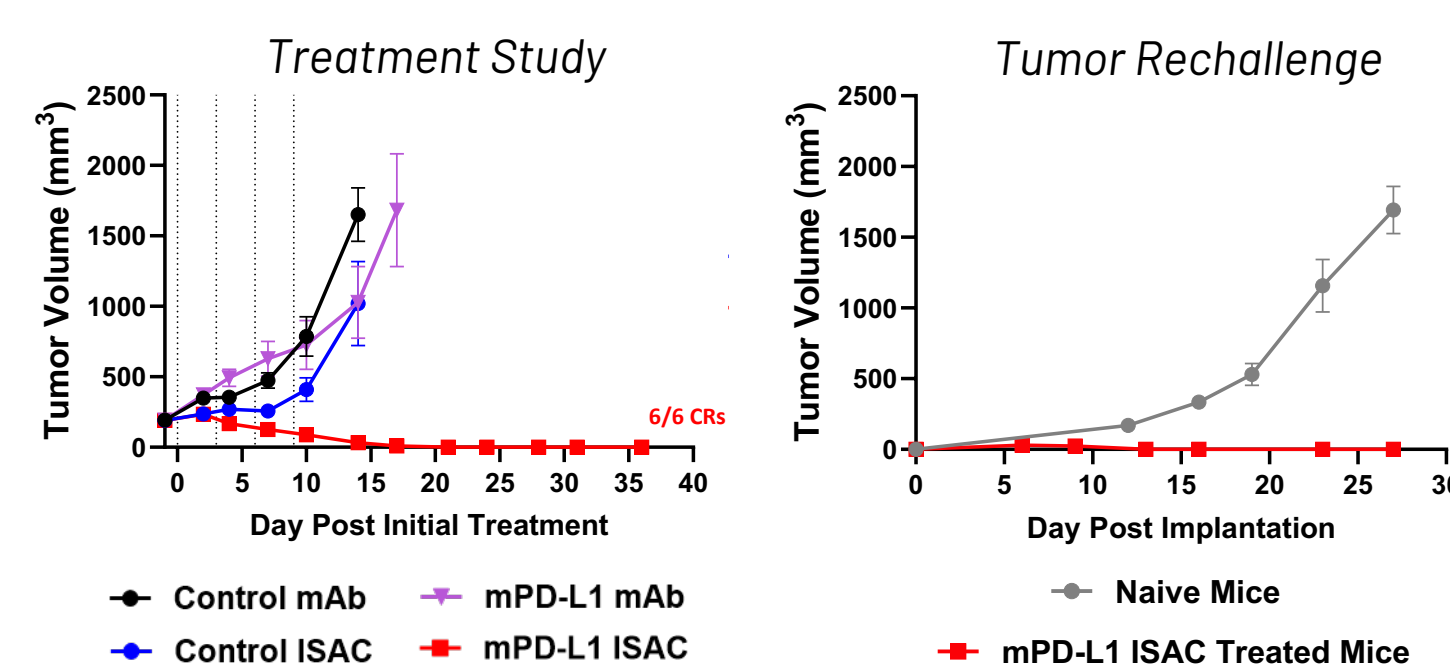 Treatment Study
Tumor Volume (mm³)
2500
2000
1500
1000
500
0
6/6 CRs
0 5 10 15 20 25 30 35 40
Day Post Initial Treatment
Control mAb
mPD-L1 mAb
Control ISAC
mPD-L1 ISAC
Tumor Rechallenge
Tumor Volume (mm³)
2500
2000
1500
1000
500
0
0 5 10 15 20 25
Day Post Implantation
Naive Mice
mPD-L1 ISAC Treated Mice